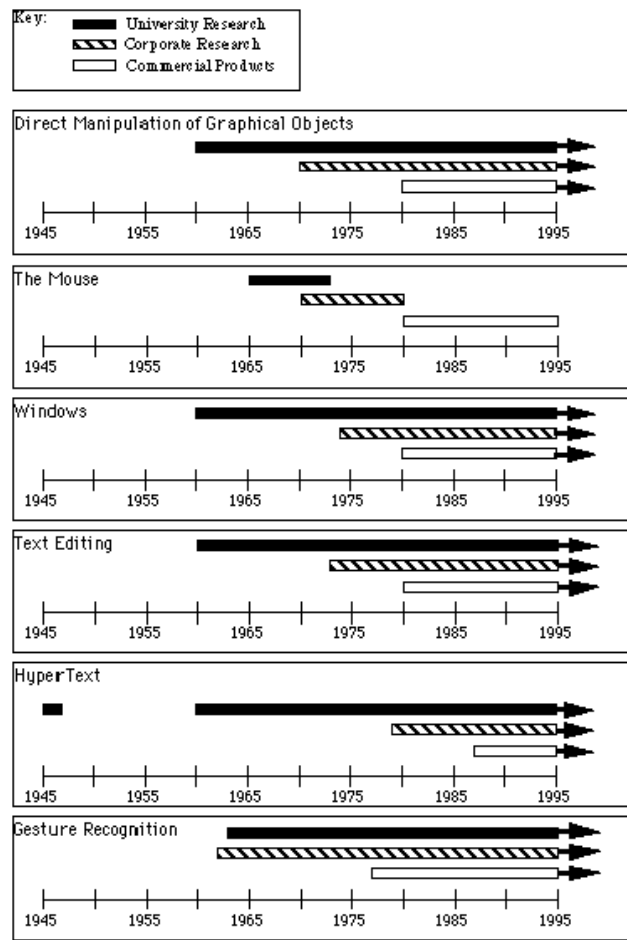 Key:
University Research
Corporate Research
Commercial Products
Direct Manipulation of Graphical Objects
1945 1955 1965 1975 1985 1995
The Mouse
1945 1955 1965 1975 1985 1995
Windows
1945 1955 1965 1975 1985 1995
Text Editing
1945 1955 1965 1975 1985 1995
HyperText
1945 1955 1965 1975 1985 1995
Gesture Recognition
1945 1955 1965 1975 1985 1995